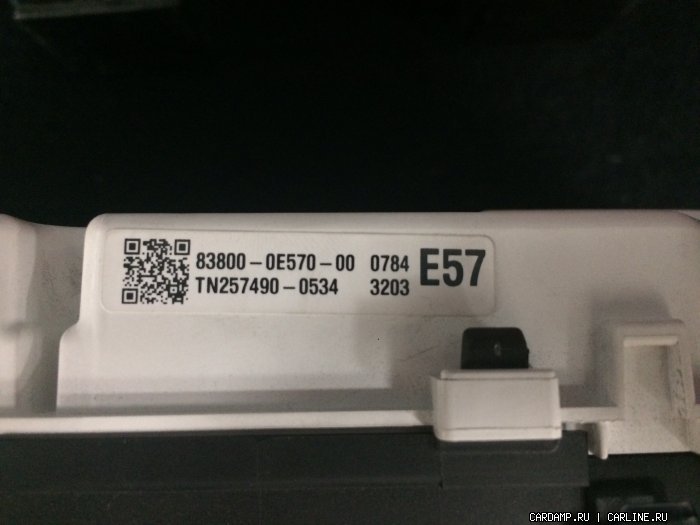 83800-0E570-00 0784 E57
TN257490-0534 3203
CARDAMP.RU | CARLINE.RU